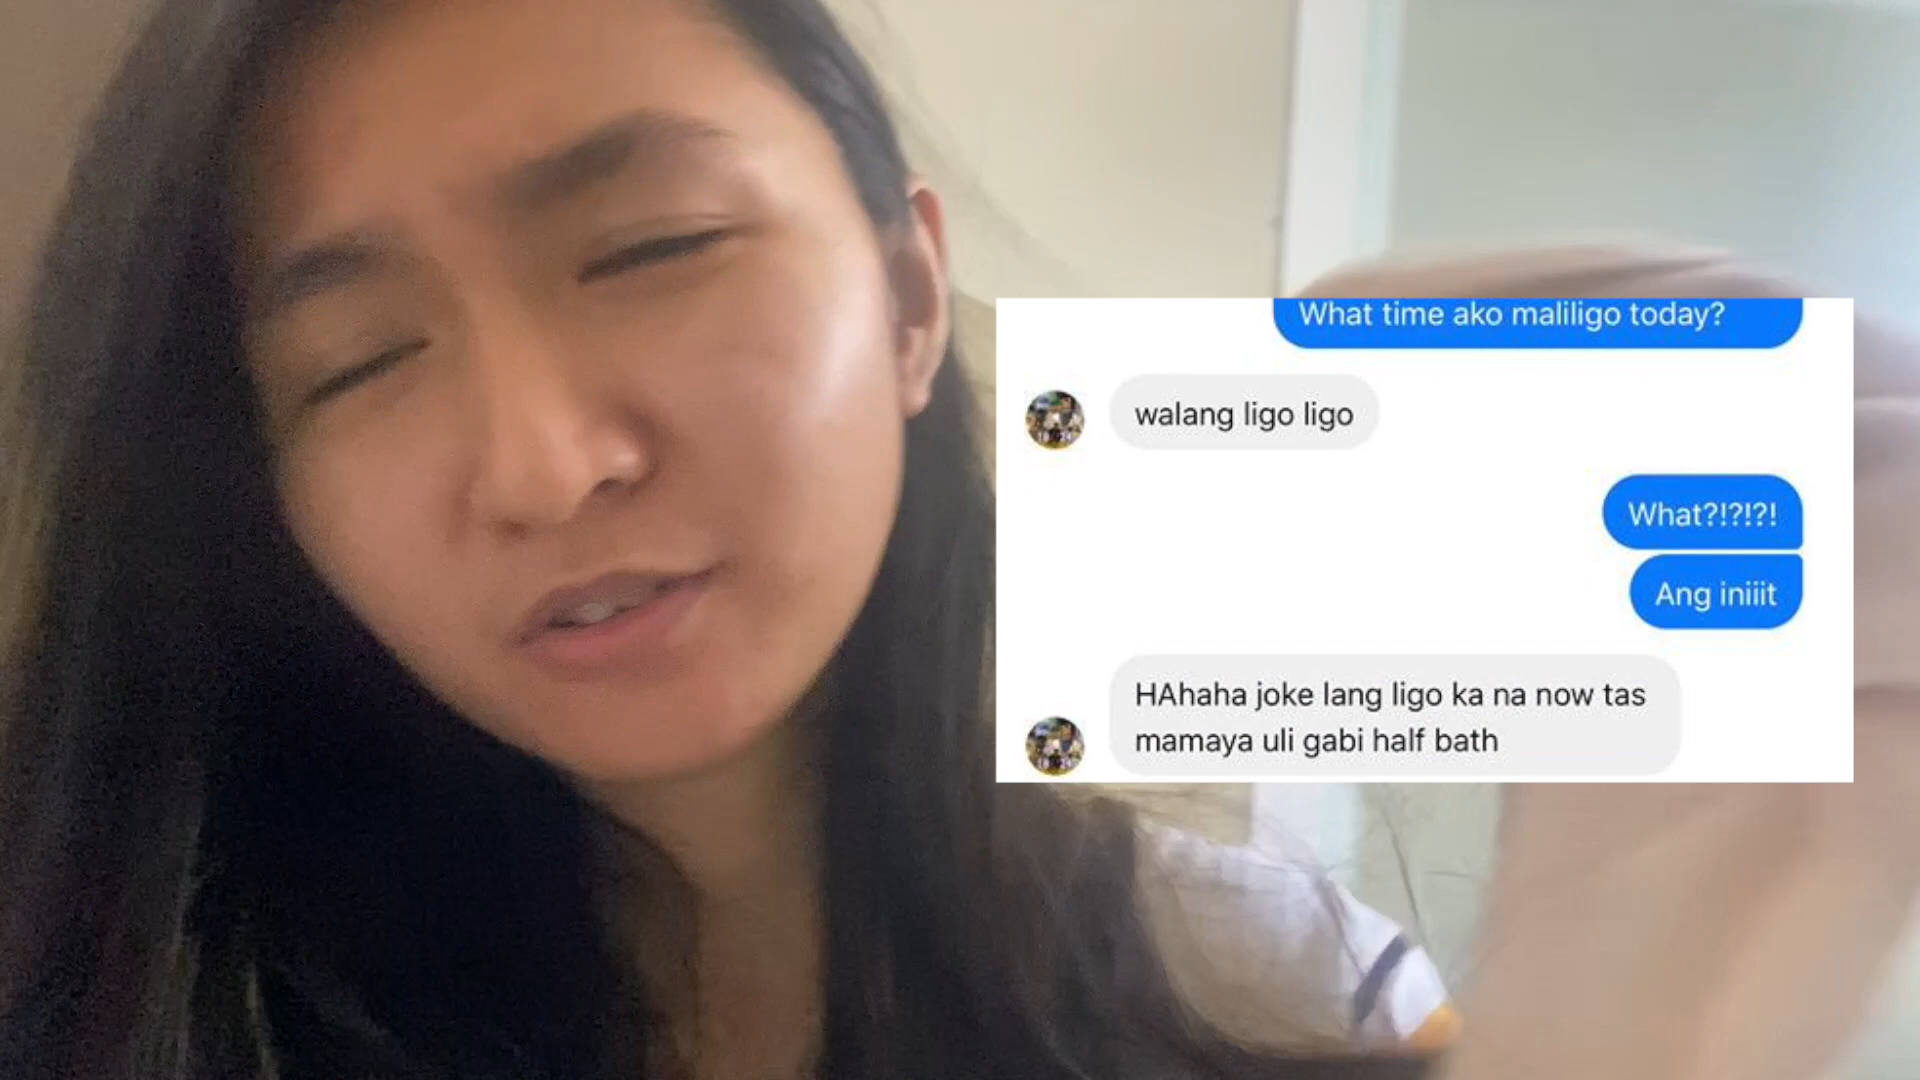 What time ako maliligo today?
walang ligo ligo
What?!?!?!
Ang iniiit
HAhaha joke lang ligo ka na now tas
mamaya uli gabi half bath